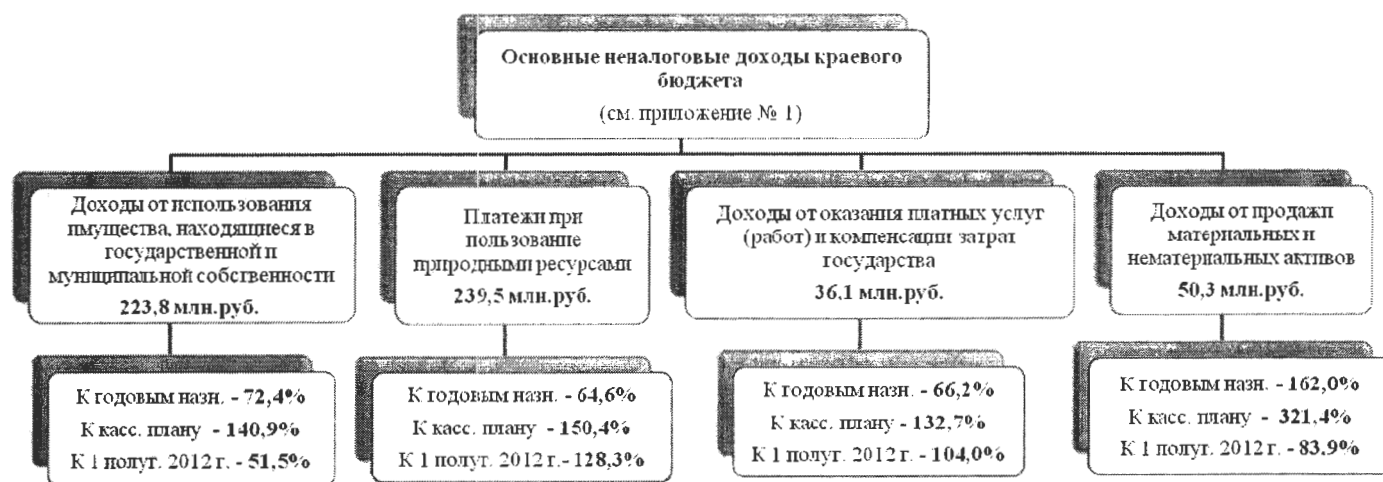 Основные неналоговые доходы краевого
бюджета
(см. приложение № 1)
Доходы от использования
имущества, находящиеся в
государственной и
муниципальной собственности
223,8 млн.руб.
Платежи при
пользование
природными ресурсами
239,5 млн.руб.
Доходы от оказания платных услуг
(работ) и компенсации затрат
государства
36,1 млн.руб.
Доходы от продажи
материальных и
нематериальных активов
50,3 млн.руб.
К годовым назн. - 72,4%
К касс. плану - 140,9%
К 1 полуг. 2012 г. - 51,5%
К годовым назн. - 64,6%
К касс. плану - 150,4%
К 1 полуг. 2012 г. - 128,3%
К годовым назн. - 66,2%
К касс. плану - 132,7%
К 1 полуг. 2012 г. - 104,0%
К годовым назн. - 162,0%
К касс. плану - 321,4%
К 1 полуг. 2012 г. - 83,9%